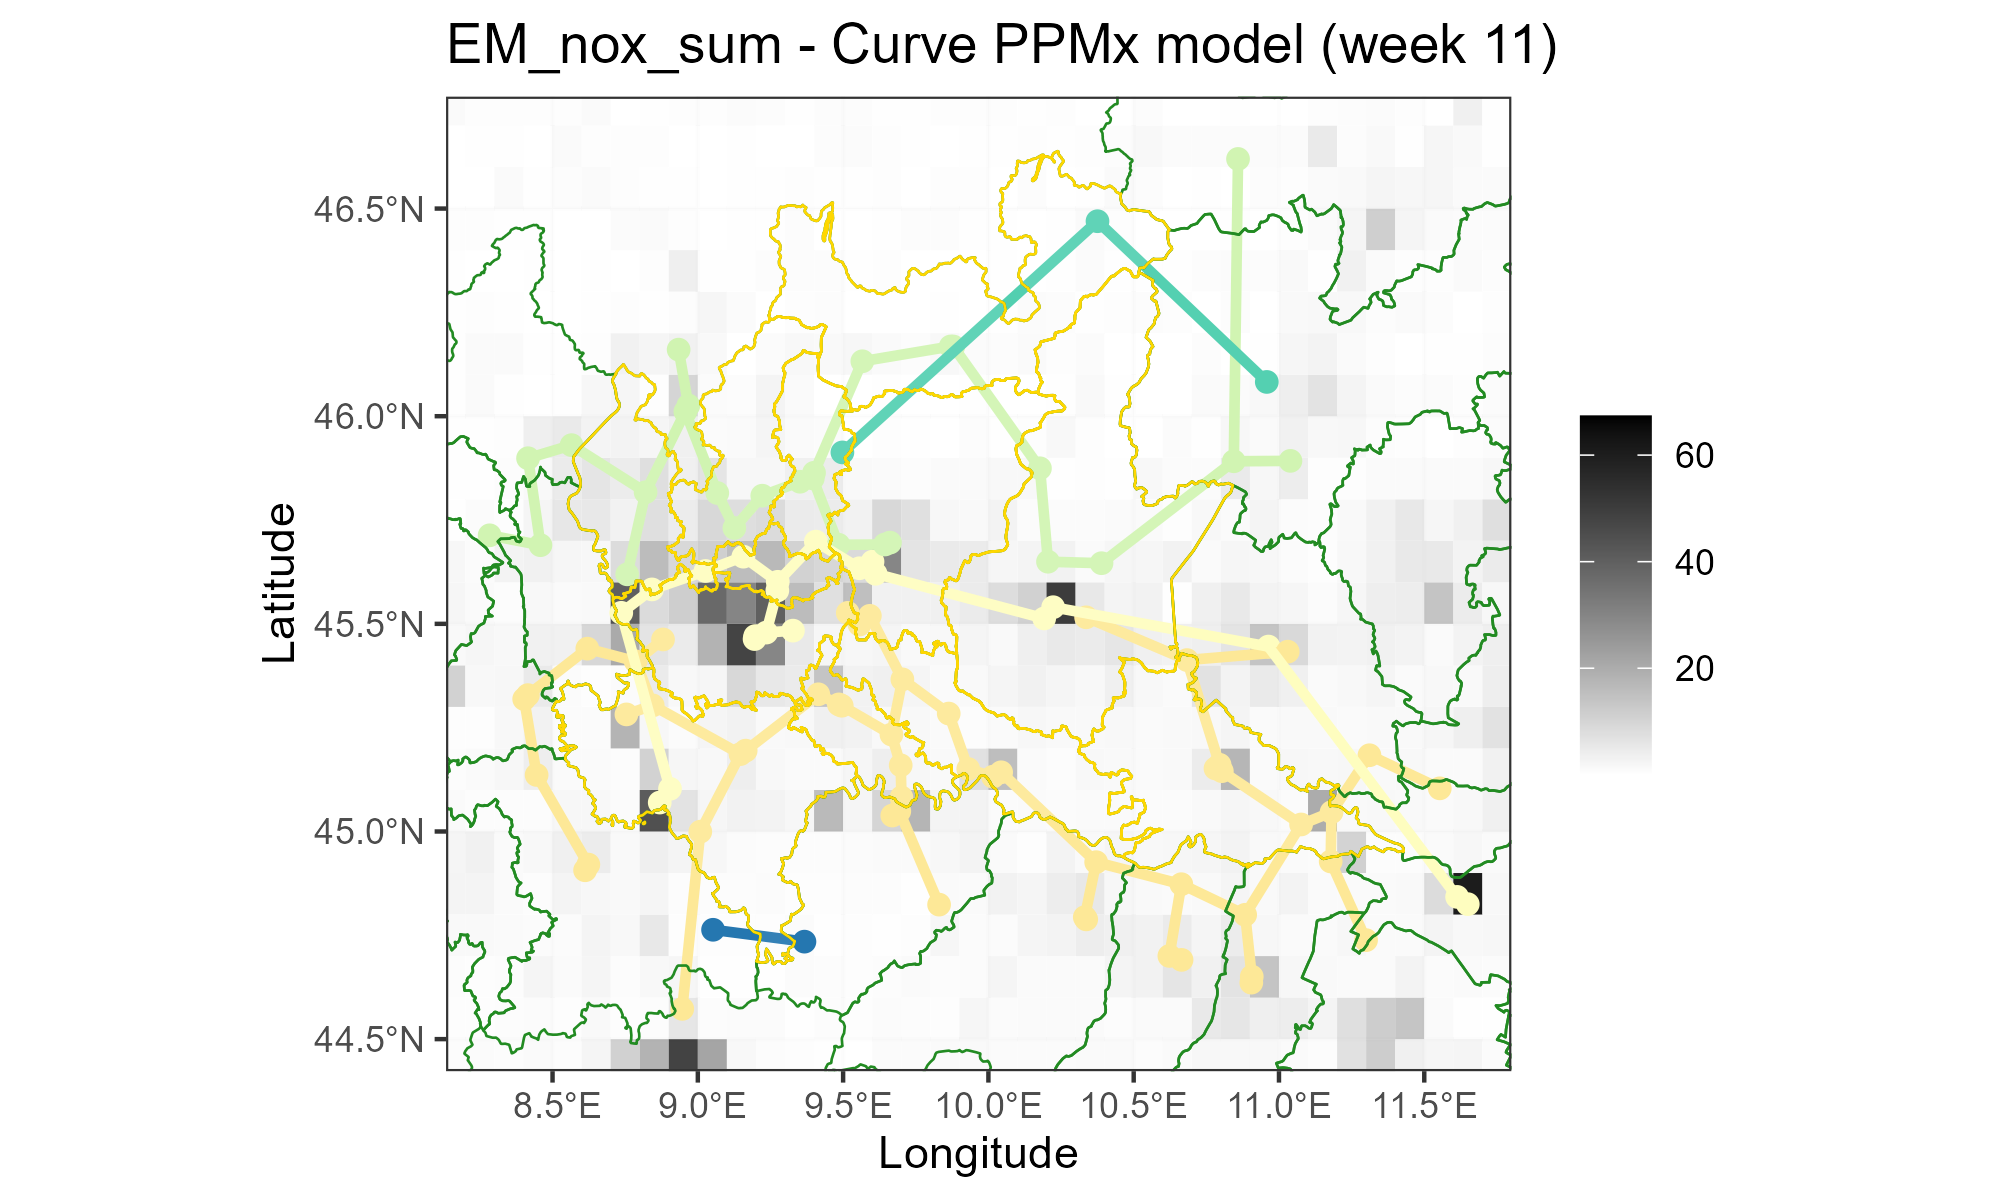 EM_nox_sum - Curve PPMx model (week 11)
46.5°N
46.0°N
45.5°N
45.0°N
44.5°N
Latitude
60
40
20
8.5°E 9.0°E 9.5°E 10.0°E 10.5°E 11.0°E 11.5°E
Longitude